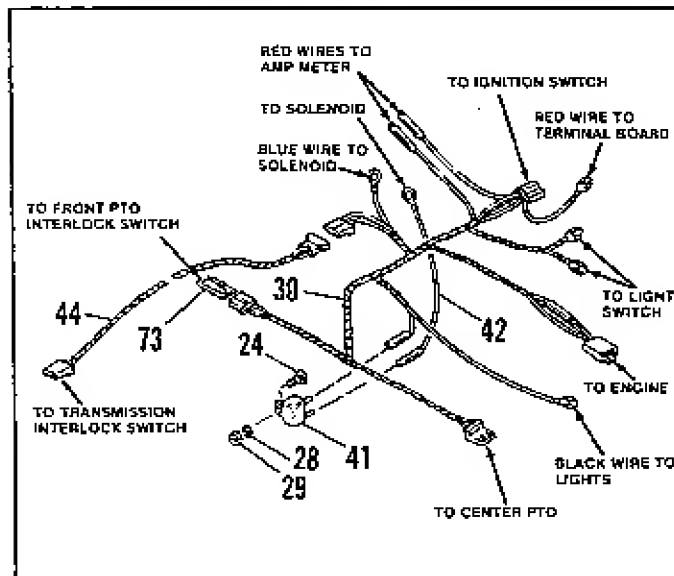 RED WIRES TO
AMP METER
TO IGNITION SWITCH
TO SOLENOID
RED WIRE TO
TERMINAL BOARD
BLUE WIRE TO
SOLENOID
TO FRONT PTO
INTERLOCK SWITCH
30
TO LIGHT
SWITCH
44
73
42
24
TO ENGINE
TO TRANSMISSION
INTERLOCK SWITCH
28
41
29
BLACK WIRE TO
LIGHTS
TO CENTER PTO